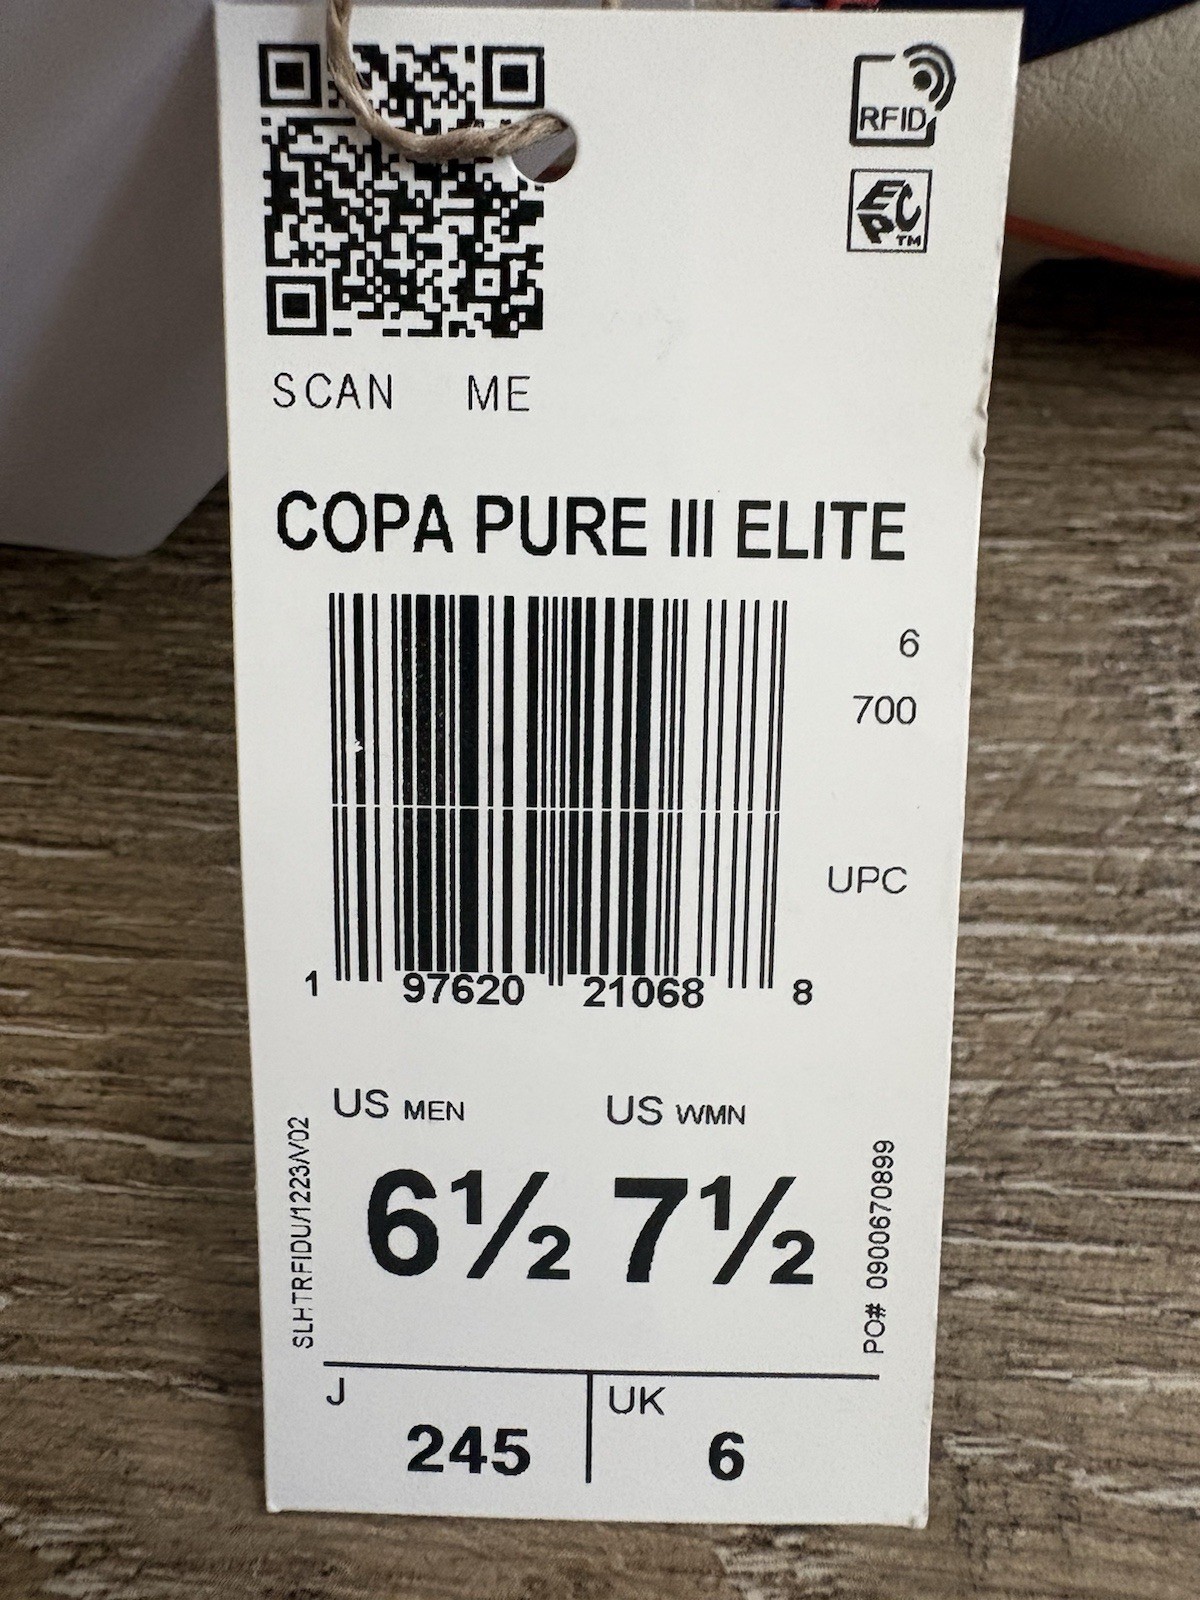 RFID
EPC™
SCAN ME
COPA PURE III ELITE
6
700
UPC
1 97620 21068 8
US MEN US WMN
6½ 7½
SLHTRFIDU/1223/V02
PO# 0900670899
J UK
245 6